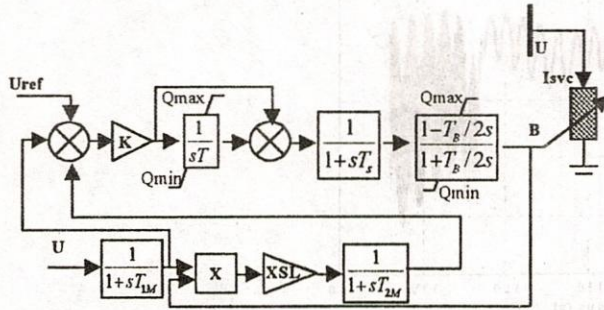 U
Isvc
Uref
Qmax
Qmax
K
1
sT
1
1+sT_s
1-T_B/2s
1+T_B/2s
B
Qmin
Qmin
U
1
1+sT_1M
X
XSL
1
1+sT_2M